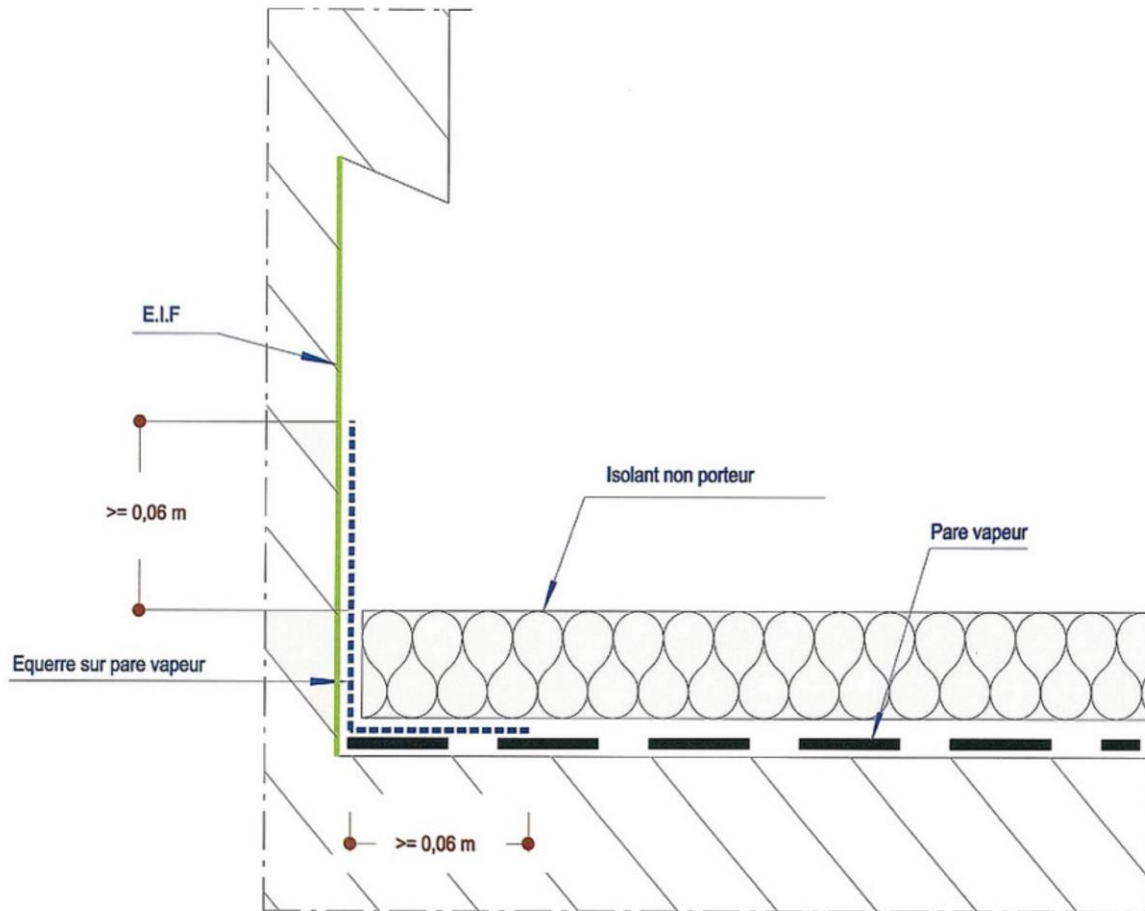 E.I.F
>= 0,06 m
Isolant non porteur
Pare vapeur
Equerre sur pare vapeur
>= 0,06 m